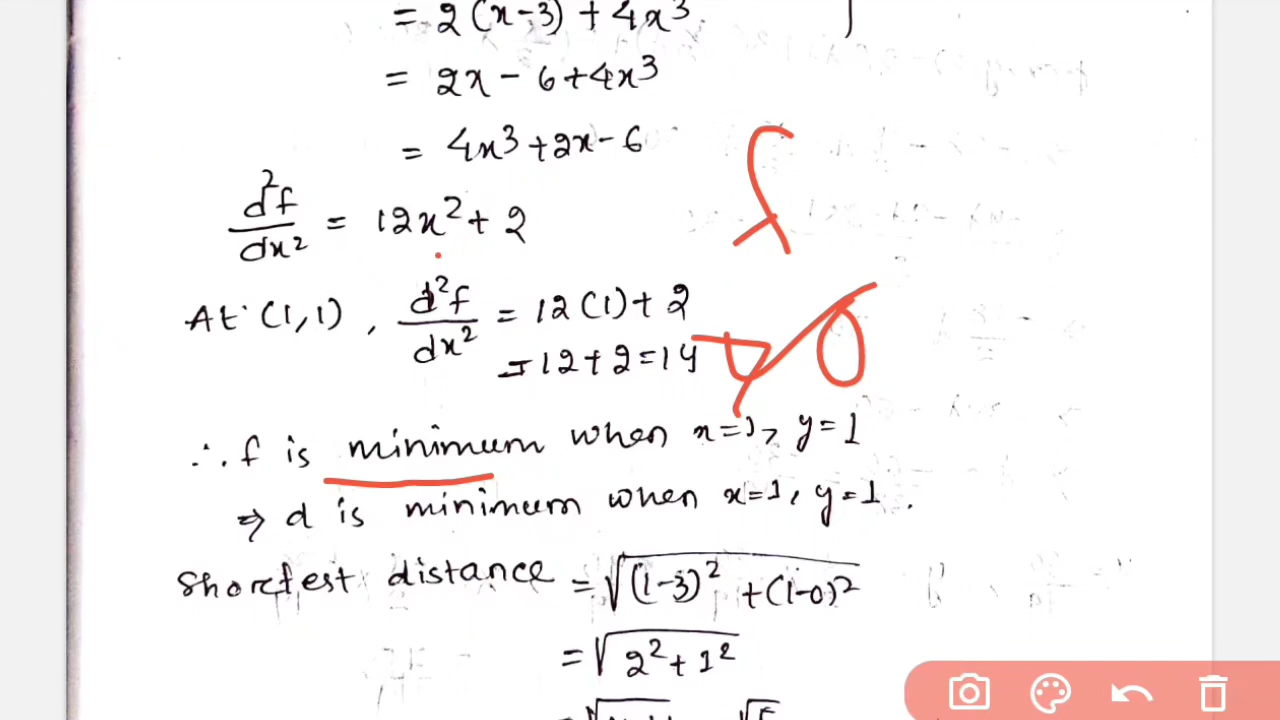 = 2(x-3) + 4x³
= 2x - 6 + 4x³
= 4x³ + 2x - 6
d²f/dx² = 12x² + 2
At (1,1), d²f/dx² = 12(1) + 2
= 12 + 2 = 14 > 0
∴ f is minimum when x=1, y=1
⇒ d is minimum when x=1, y=1.
Shortest distance = √((1-3)² + (1-0)²)
= √(2² + 1²)